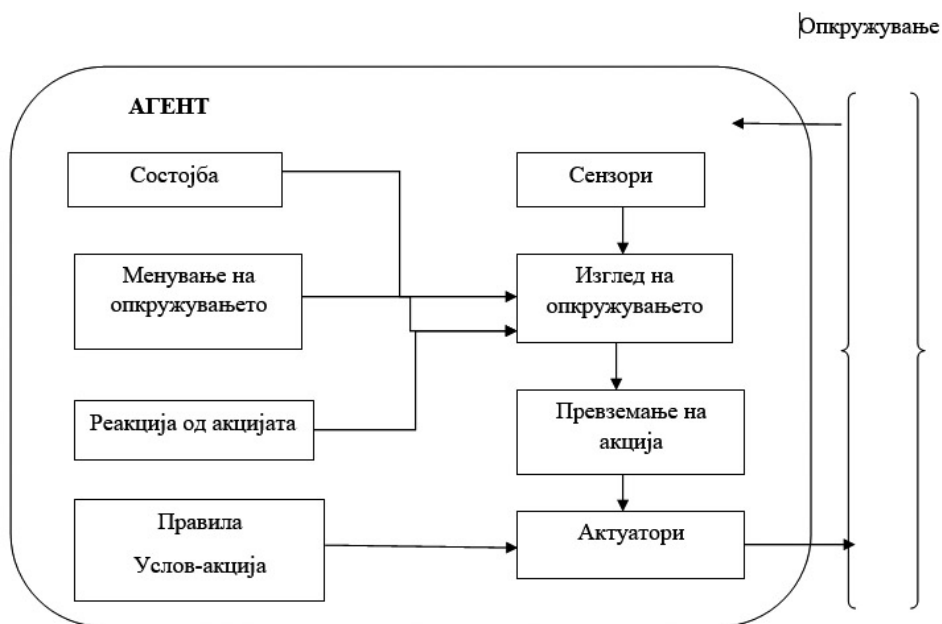 Опкружување
АГЕНТ
Состојба
Сензори
Менување на
опкружувањето
Изглед на
опкружувањето
Реакција од акцијата
Превземање на
акција
Правила
Услов-акција
Актуатори